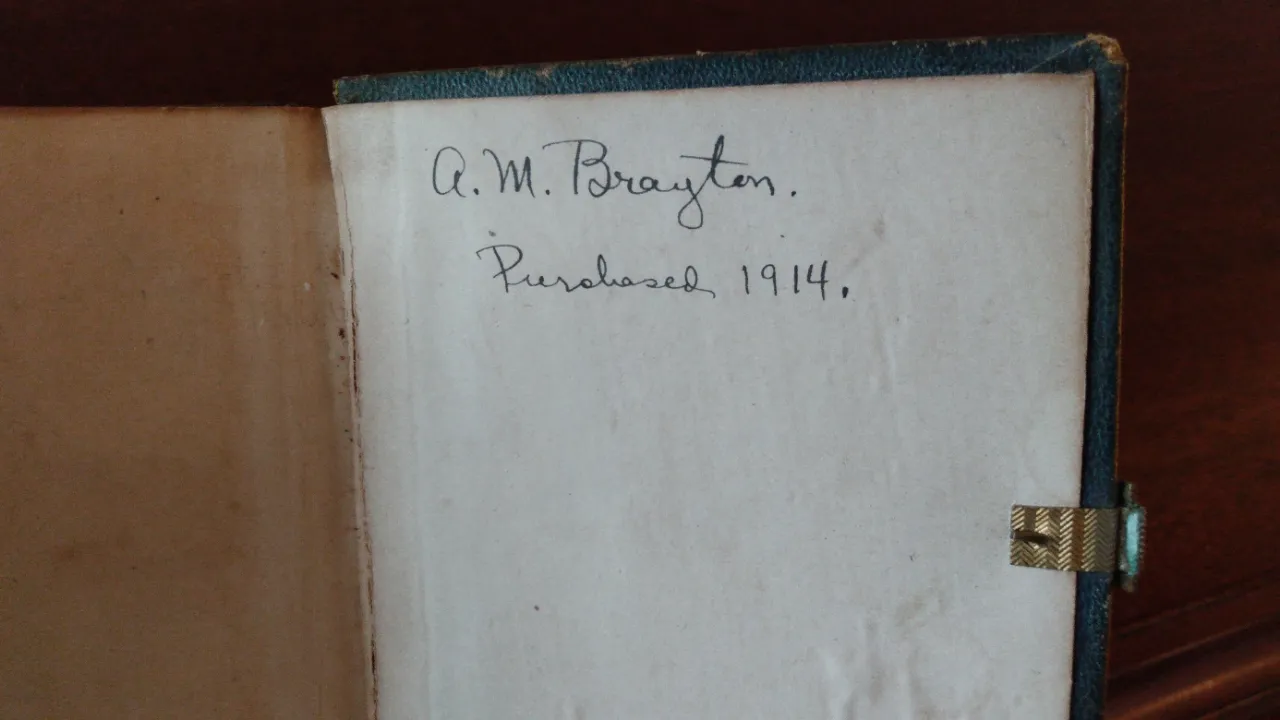 A. M. Brayton.
Purchased 1914.